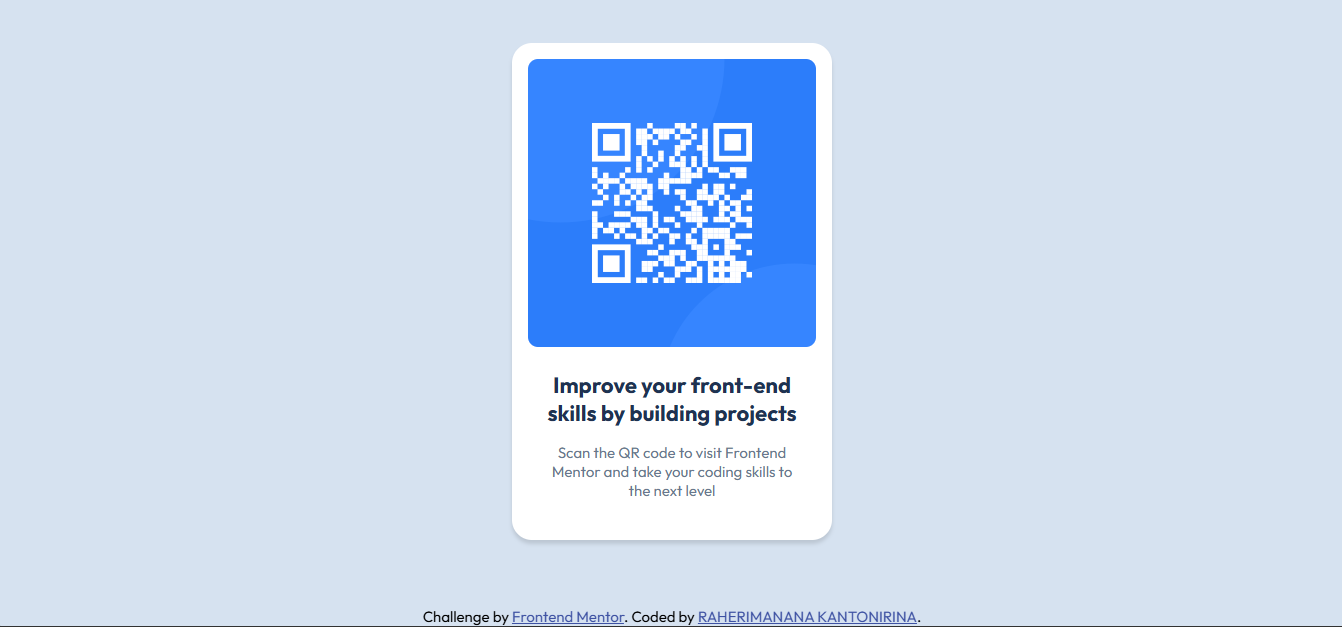 Improve your front-end
skills by building projects
Scan the QR code to visit Frontend
Mentor and take your coding skills to
the next level
Challenge by Frontend Mentor. Coded by RAHERIMANANA KANTONIRINA.